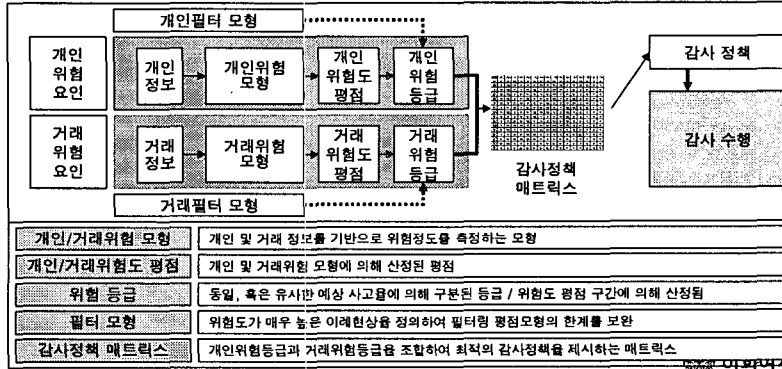 개인필터 모형
개인
위험
요인
개인
정보
개인위험
모형
개인
위험도
평점
개인
위험
등급
거래
위험
요인
거래
정보
거래위험
모형
거래
위험도
평점
거래
위험
등급
거래필터 모형
감사정책
매트릭스
감사 정책
감사 수행
개인/거래위험 모형
개인 및 거래 정보를 기반으로 위험정도를 측정하는 모형
개인/거래위험도 평점
개인 및 거래위험 모형에 의해 산정된 평점
위험 등급
동일, 혹은 유사한 예상 사고율에 의해 구분된 등급 / 위험도 평점 구간에 의해 산정됨
필터 모형
위험도가 매우 높은 이례현상을 정의하여 필터링 평점모형의 한계를 보완
감사정책 매트릭스
개인위험등급과 거래위험등급을 조합하여 최적의 감사정책을 제시하는 매트릭스